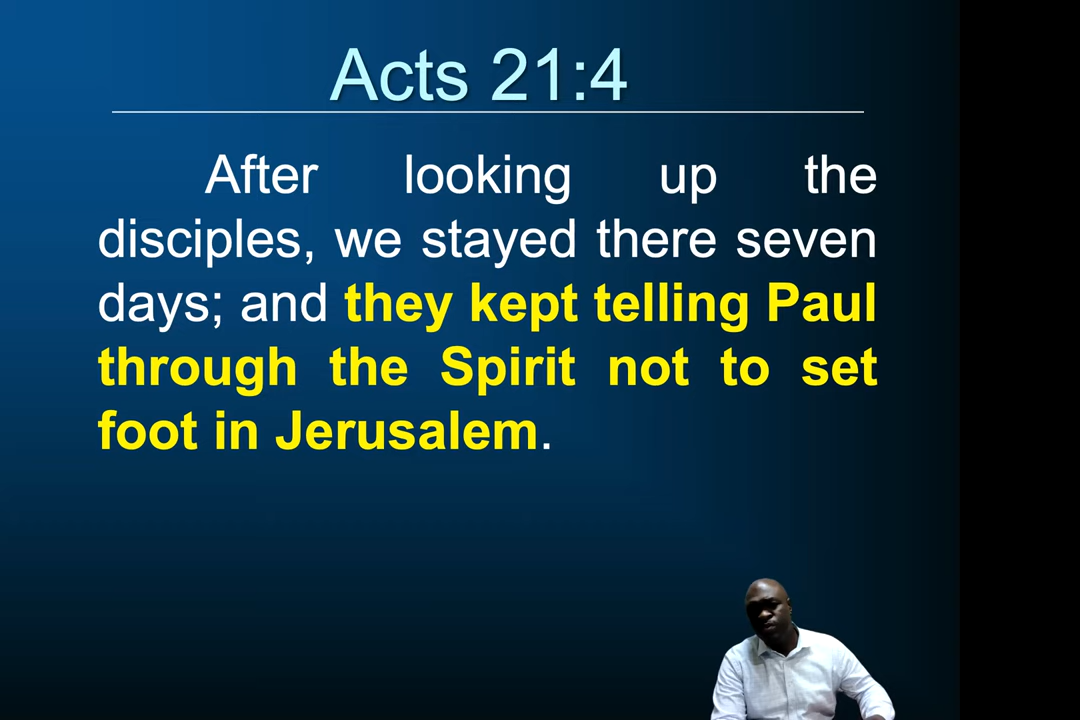 Acts 21:4
After looking up the
disciples, we stayed there seven
days; and they kept telling Paul
through the Spirit not to set
foot in Jerusalem.